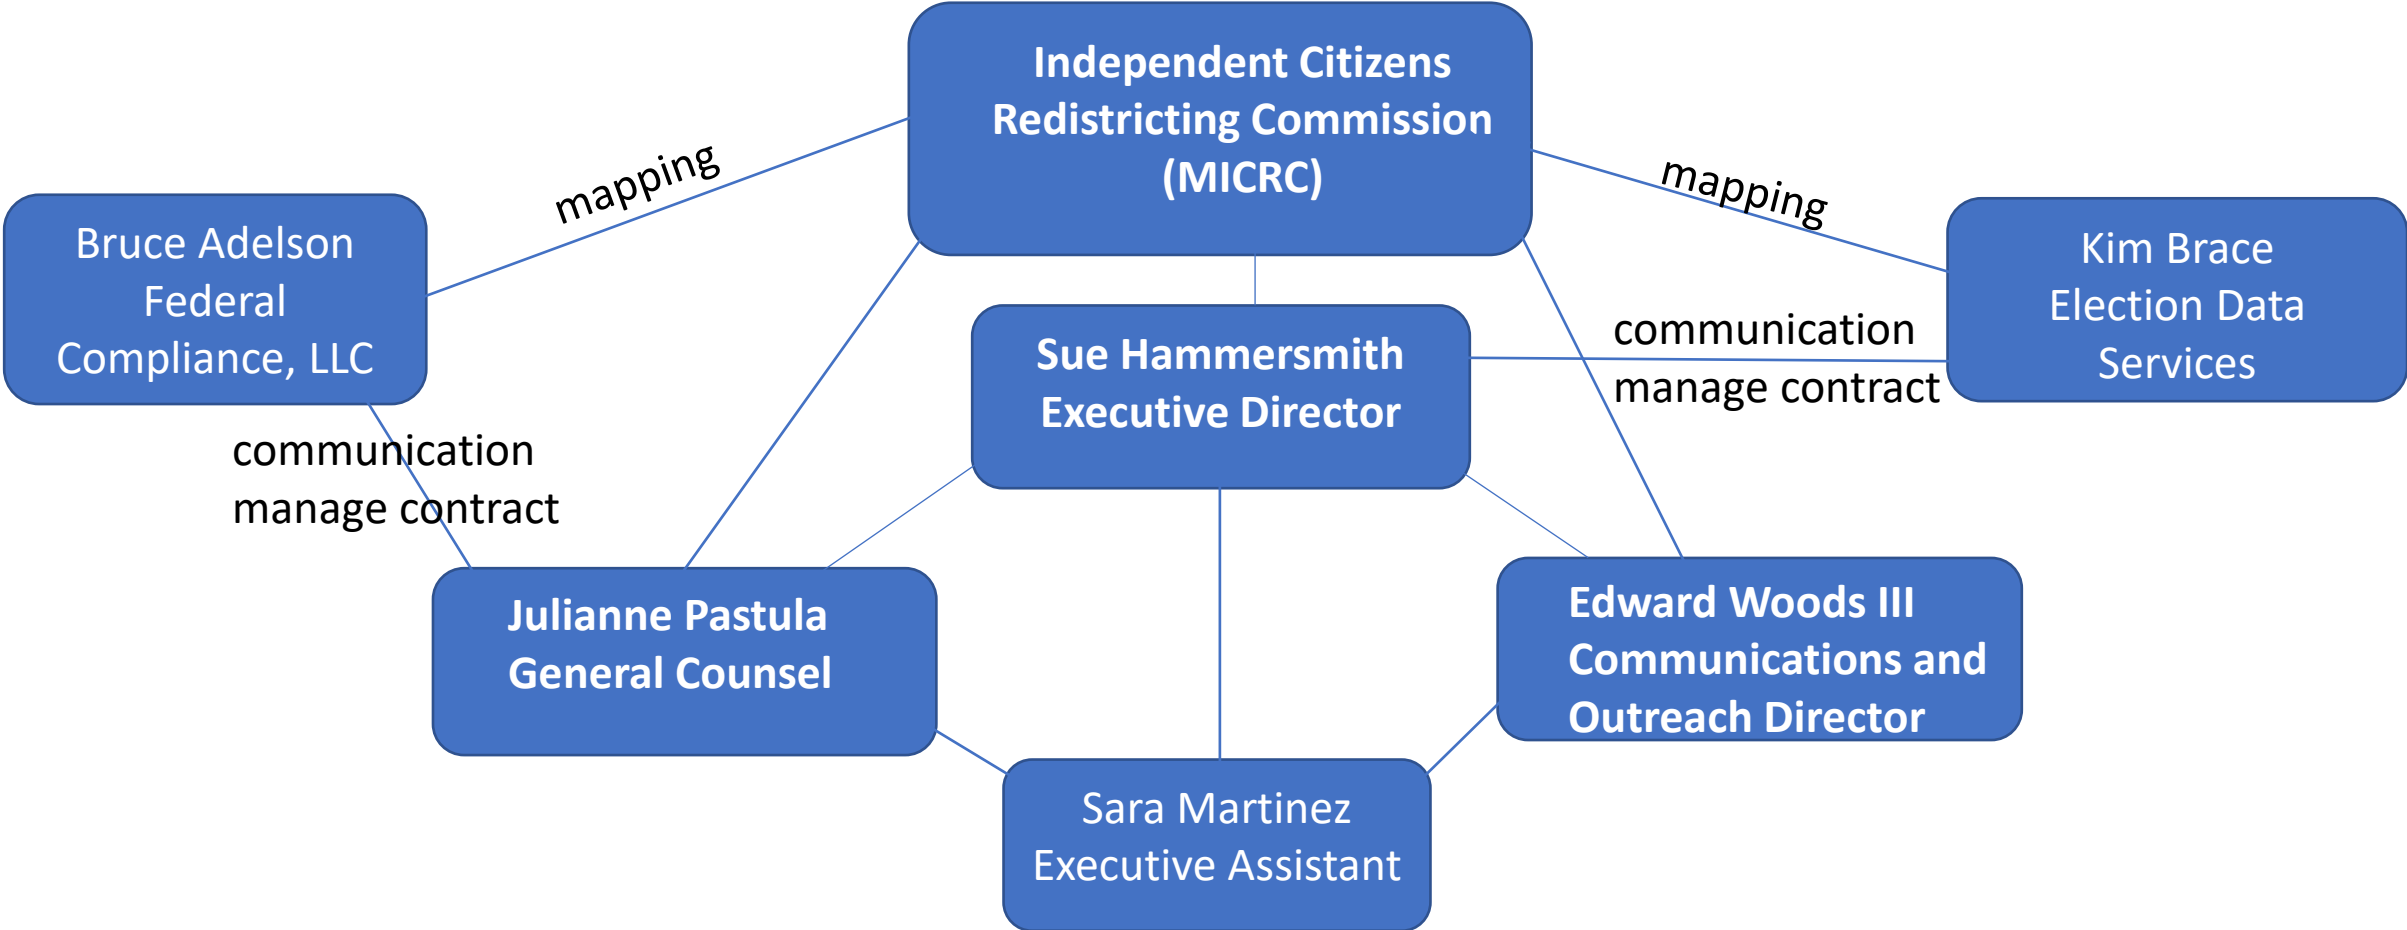 Independent Citizens
Redistricting Commission
(MICRC)
mapping
mapping
Bruce Adelson
Federal
Compliance, LLC
Kim Brace
Election Data
Services
Sue Hammersmith
Executive Director
communication
manage contract
communication
manage contract
Julianne Pastula
General Counsel
Edward Woods III
Communications and
Outreach Director
Sara Martinez
Executive Assistant